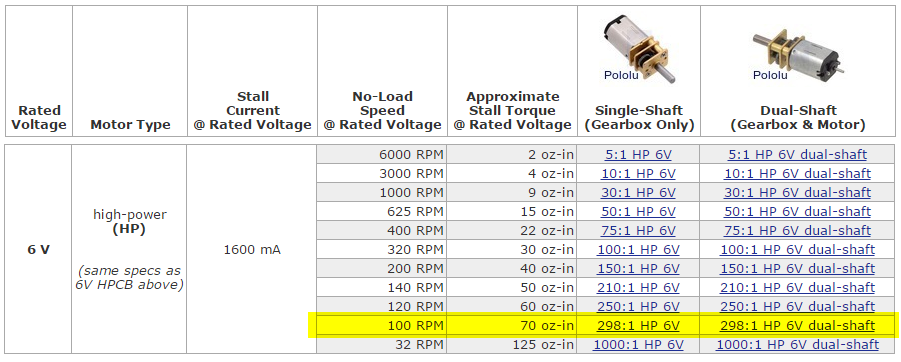 Pololu Pololu
Stall No-Load Approximate
Rated Current Speed Stall Torque Single-Shaft Dual-Shaft
Voltage Motor Type @ Rated Voltage @ Rated Voltage @ Rated Voltage (Gearbox Only) (Gearbox & Motor)
6000 RPM 2 oz-in 5:1 HP 6V 5:1 HP 6V dual-shaft
3000 RPM 4 oz-in 10:1 HP 6V 10:1 HP 6V dual-shaft
1000 RPM 9 oz-in 30:1 HP 6V 30:1 HP 6V dual-shaft
high-power 625 RPM 15 oz-in 50:1 HP 6V 50:1 HP 6V dual-shaft
(HP) 400 RPM 22 oz-in 75:1 HP 6V 75:1 HP 6V dual-shaft
6 V 1600 mA 320 RPM 30 oz-in 100:1 HP 6V 100:1 HP 6V dual-shaft
(same specs as 200 RPM 40 oz-in 150:1 HP 6V 150:1 HP 6V dual-shaft
6V HPCB above) 140 RPM 50 oz-in 210:1 HP 6V 210:1 HP 6V dual-shaft
120 RPM 60 oz-in 250:1 HP 6V 250:1 HP 6V dual-shaft
100 RPM 70 oz-in 298:1 HP 6V 298:1 HP 6V dual-shaft
32 RPM 125 oz-in 1000:1 HP 6V 1000:1 HP 6V dual-shaft